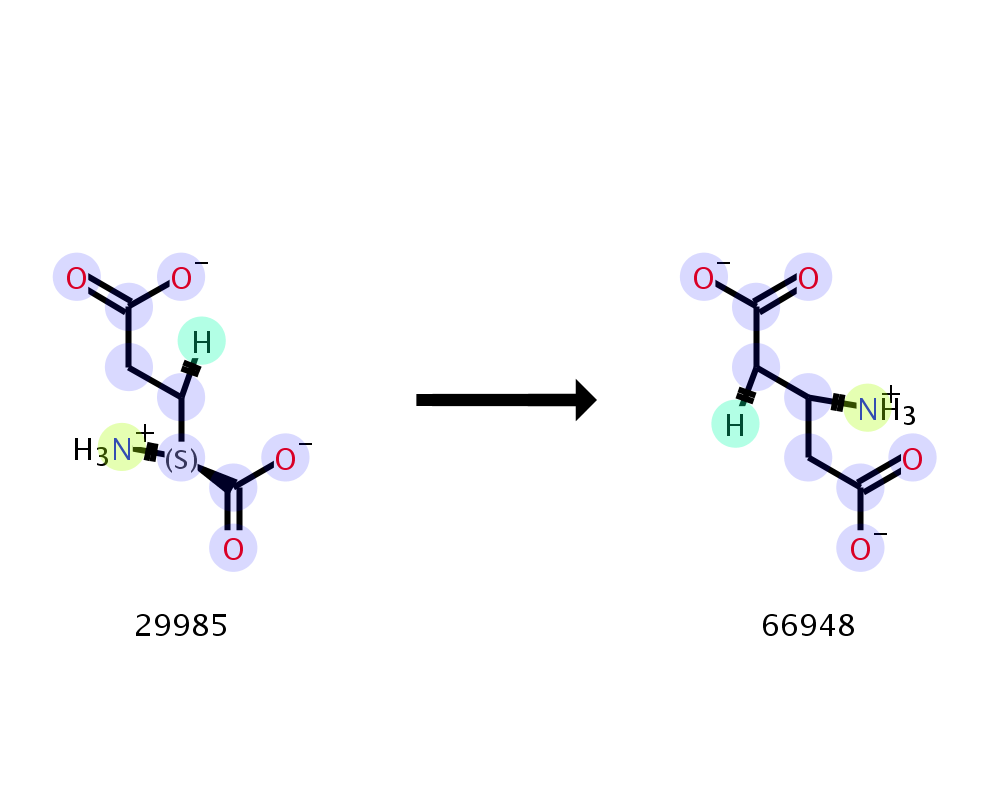 O O⁻ O⁻ O
H
H₃N⁺ (S) O⁻ H NH₃⁺ O
O O⁻
29985 66948